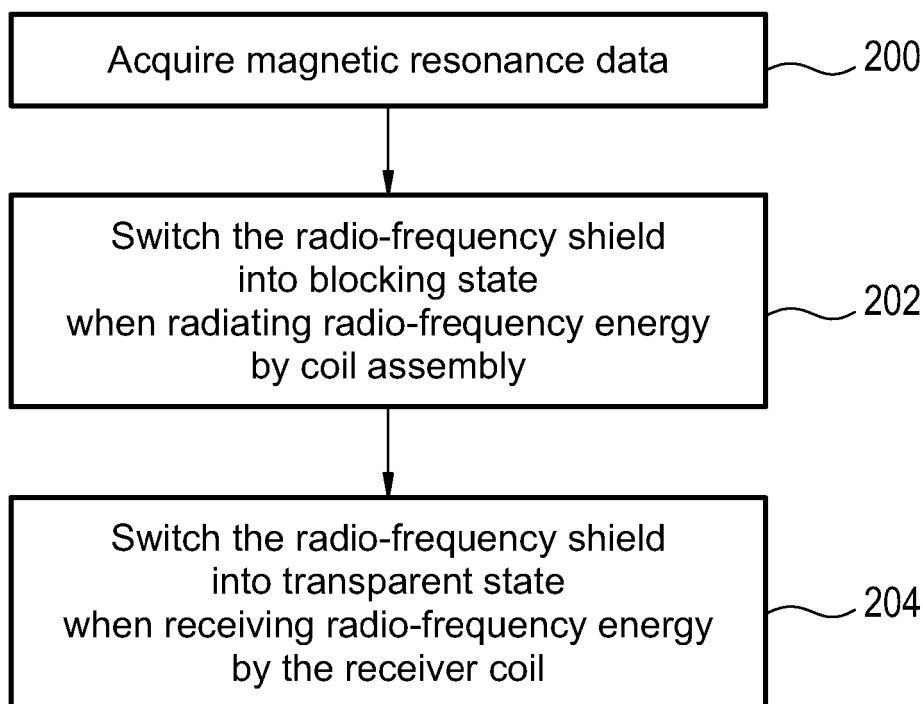 Acquire magnetic resonance data
200
Switch the radio-frequency shield
into blocking state
when radiating radio-frequency energy
by coil assembly
202
Switch the radio-frequency shield
into transparent state
when receiving radio-frequency energy
by the receiver coil
204